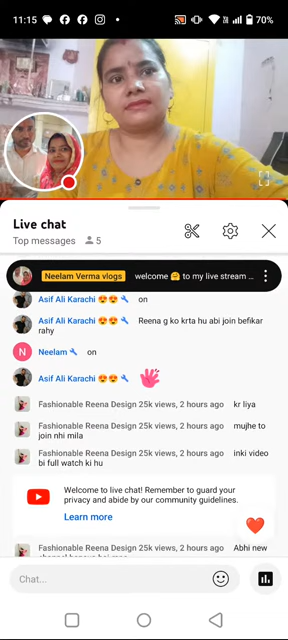 11:15
70%
Live chat
Top messages 5
Neelam Verma vlogs welcome 🤗 to my live stream ...
Asif Ali Karachi 😍😍 on
Asif Ali Karachi 😍😍 Reena g ko krta hu abi join befikar
rahy
N Neelam on
Asif Ali Karachi 😍😍
Fashionable Reena Design 25k views, 2 hours ago kr liya
Fashionable Reena Design 25k views, 2 hours ago mujhe to
join nhi mila
Fashionable Reena Design 25k views, 2 hours ago inki video
bi full watch ki hu
Welcome to live chat! Remember to guard your
privacy and abide by our community guidelines.
Learn more
Fashionable Reena Design 25k views, 2 hours ago Abhi new
Chat...